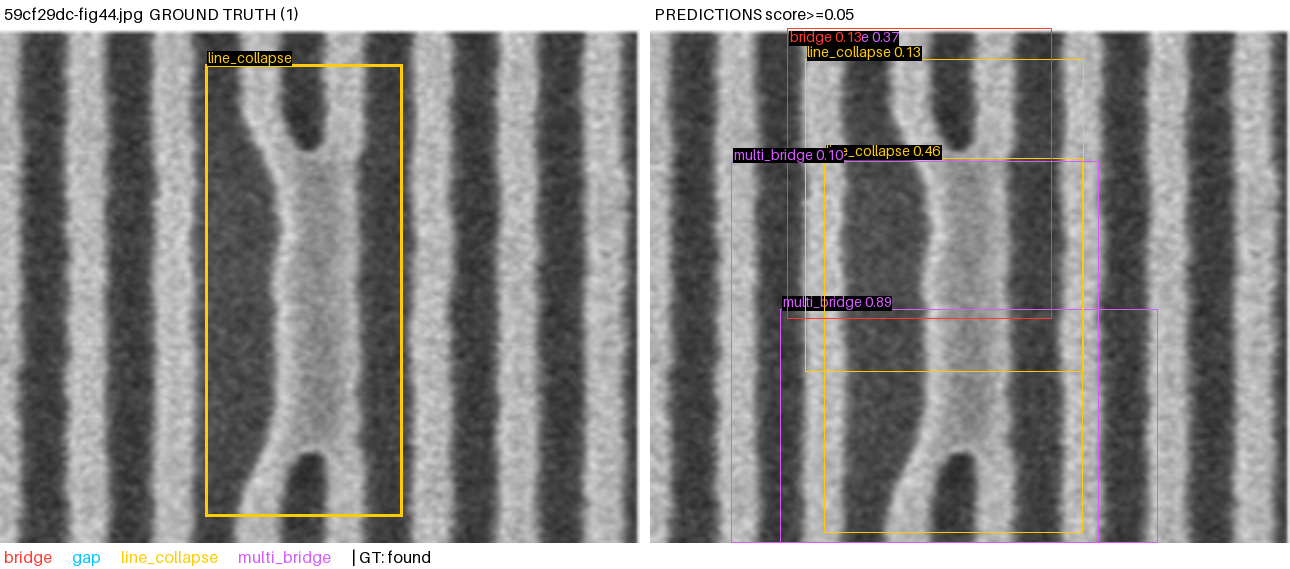 59cf29dc-fig44.jpg GROUND TRUTH (1)
PREDICTIONS score>=0.05
line_collapse
bridge 0.13
e 0.37
line_collapse 0.13
multi_bridge 0.10
e_collapse 0.46
multi_bridge 0.89
bridge gap line_collapse multi_bridge | GT: found